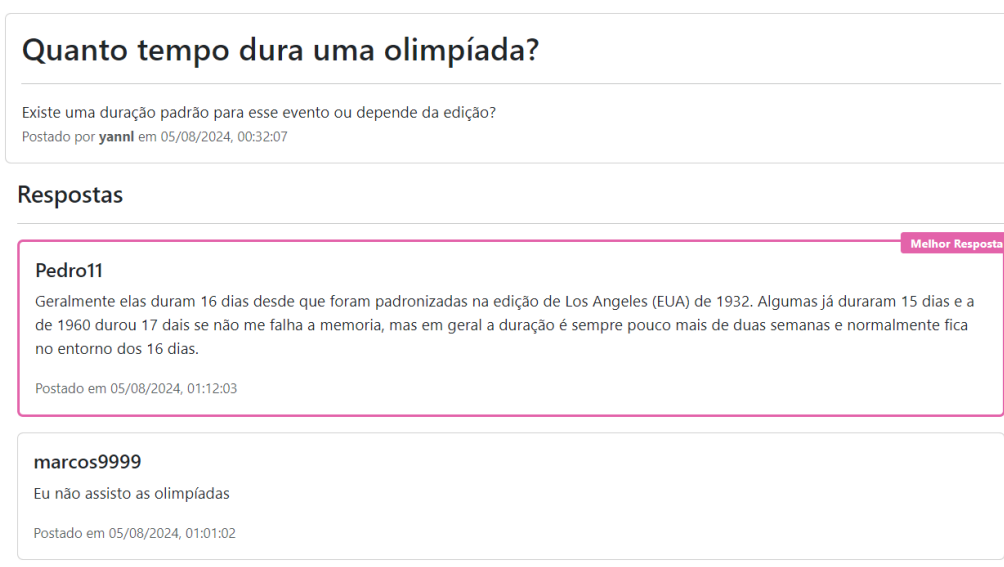 Quanto tempo dura uma olimpíada?
Existe uma duração padrão para esse evento ou depende da edição?
Postado por yannl em 05/08/2024, 00:32:07
Respostas
Melhor Resposta
Pedro11
Geralmente elas duram 16 dias desde que foram padronizadas na edição de Los Angeles (EUA) de 1932. Algumas já duraram 15 dias e a
de 1960 durou 17 dais se não me falha a memoria, mas em geral a duração é sempre pouco mais de duas semanas e normalmente fica
no entorno dos 16 dias.
Postado em 05/08/2024, 01:12:03
marcos9999
Eu não assisto as olimpíadas
Postado em 05/08/2024, 01:01:02